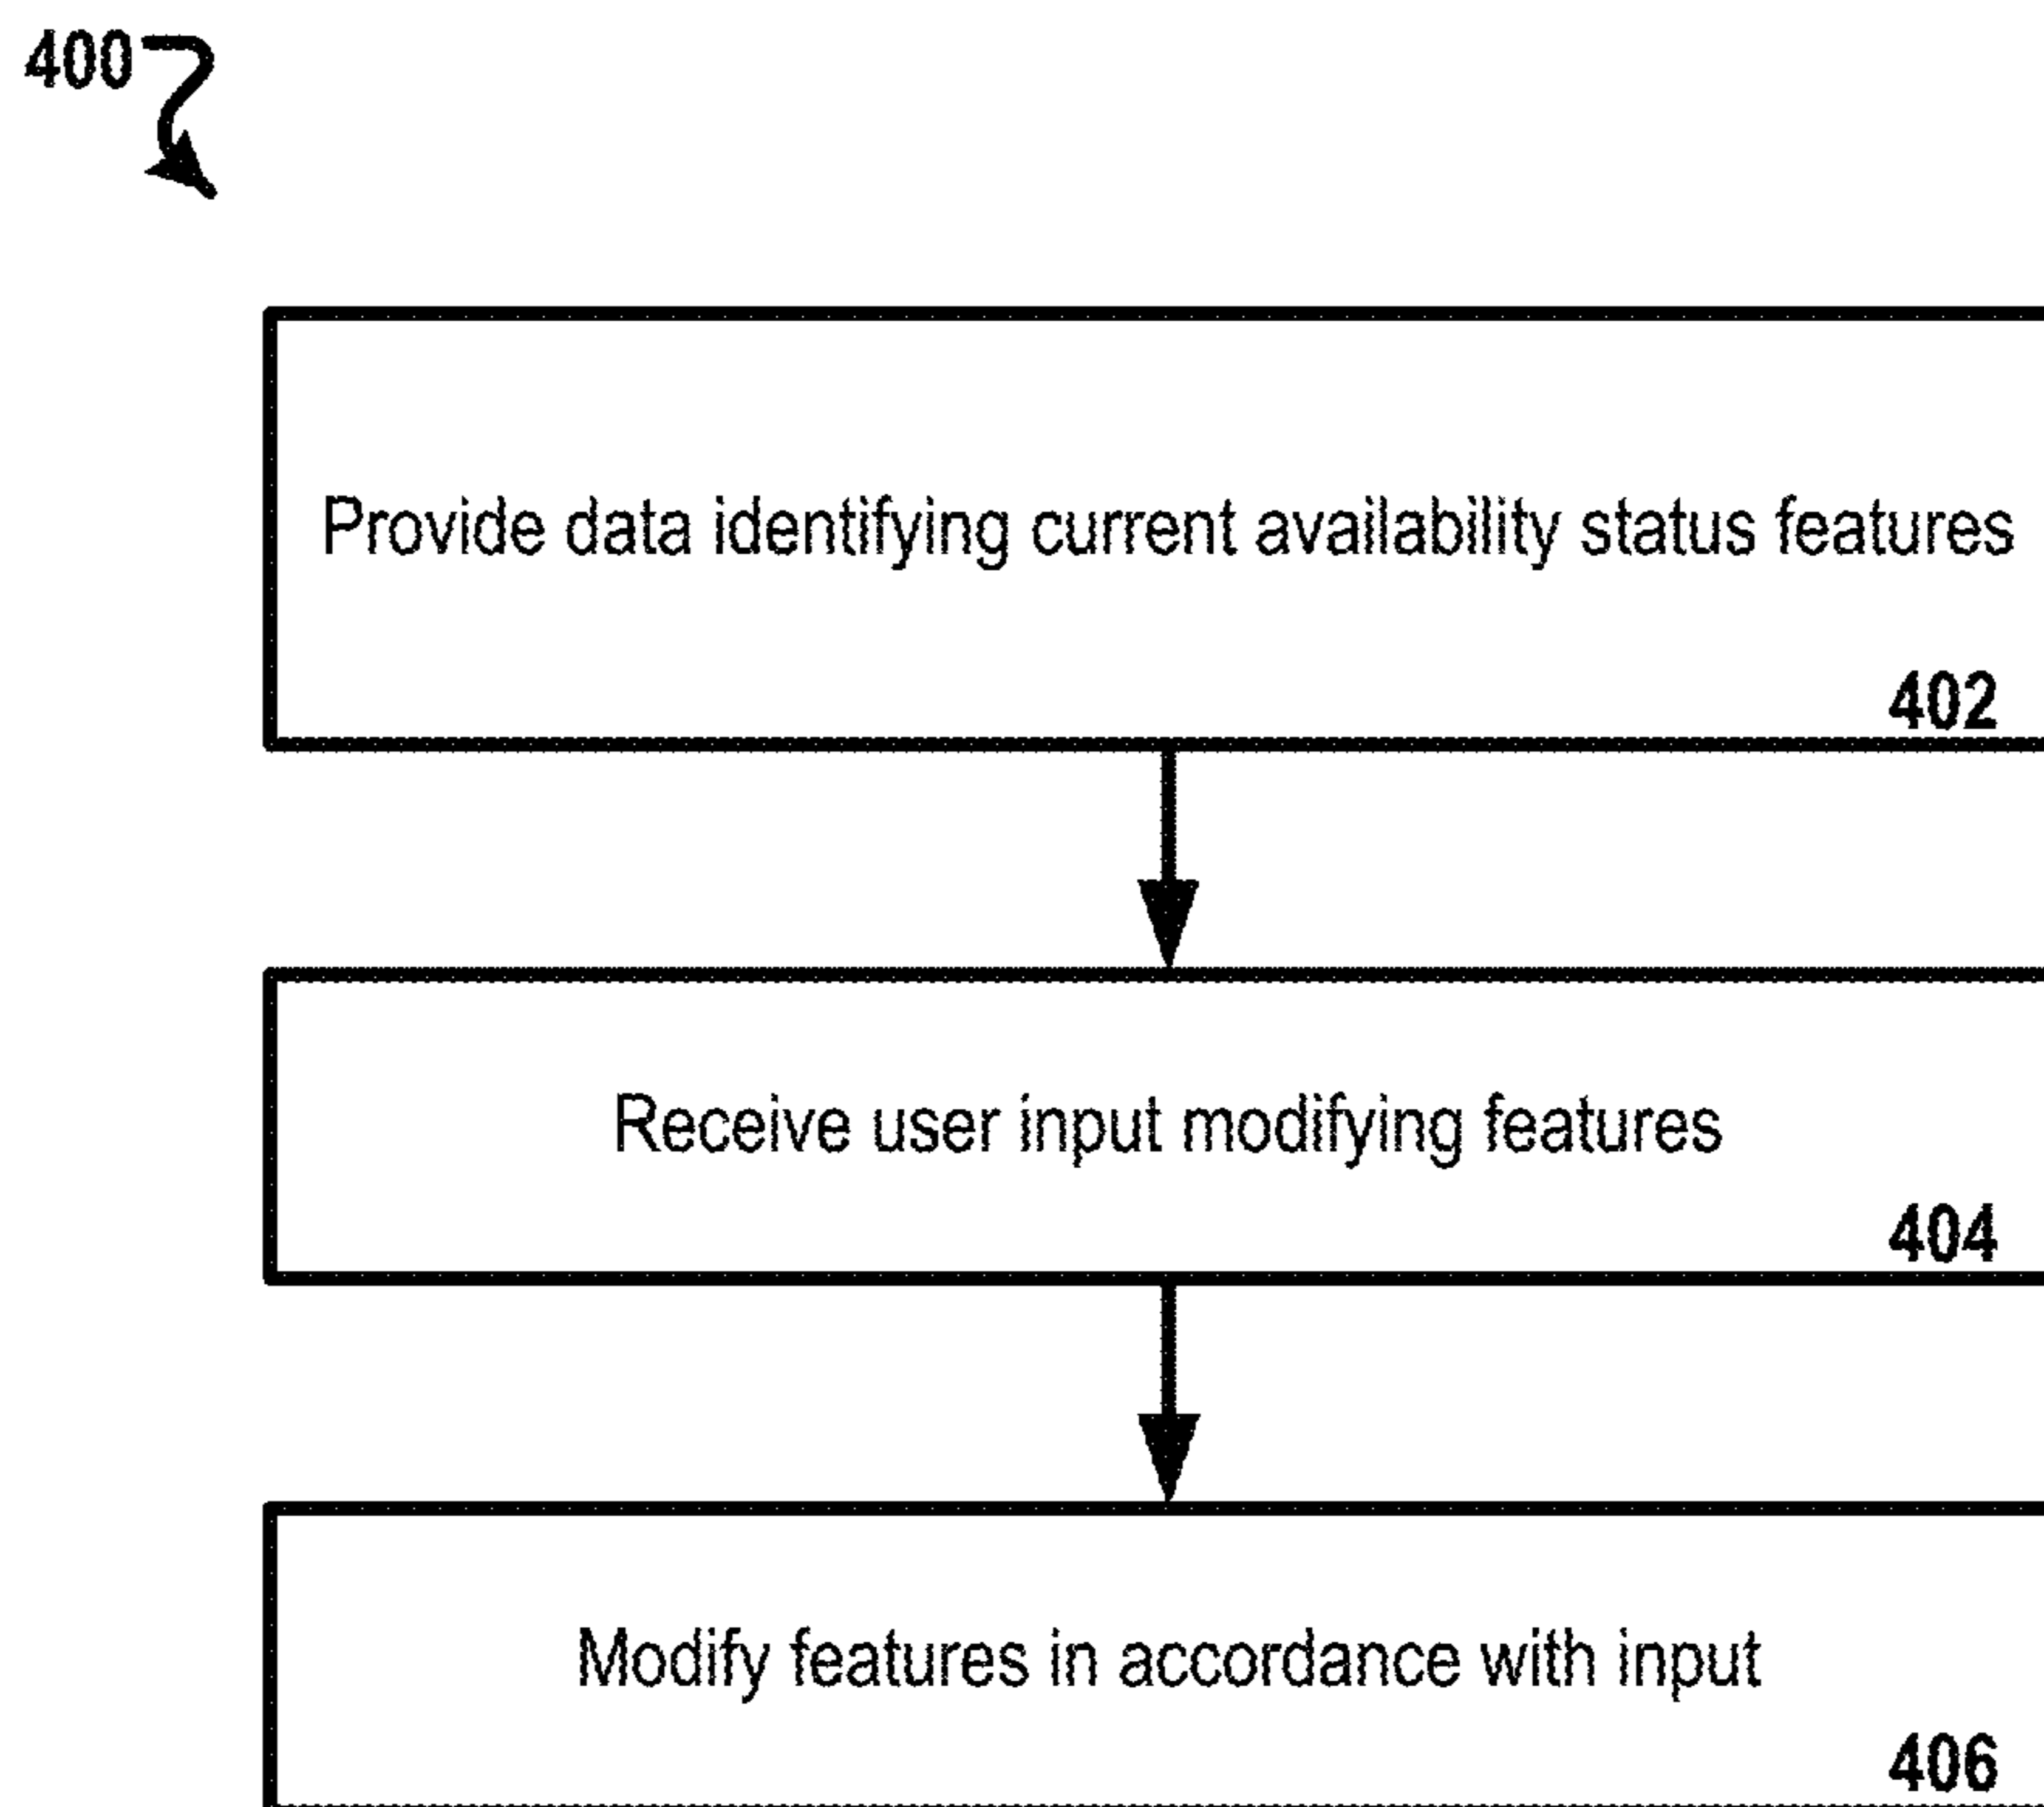 400
Provide data identifying current availability status features
402
Receive user input modifying features
404
Modify features in accordance with input
406